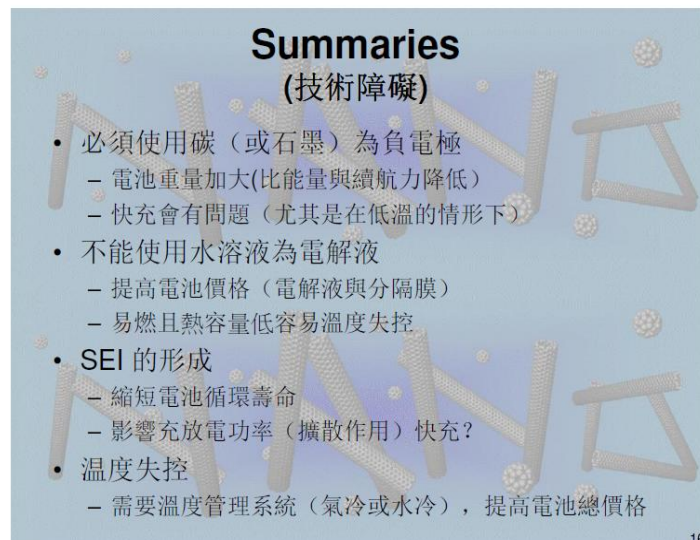 Summaries
(技術障礙)
• 必須使用碳（或石墨）為負電極
– 電池重量加大(比能量與續航力降低）
– 快充會有問題（尤其是在低溫的情形下）
• 不能使用水溶液為電解液
– 提高電池價格（電解液與分隔膜）
– 易燃且熱容量低容易溫度失控
• SEI 的形成
– 縮短電池循環壽命
– 影響充放電功率（擴散作用）快充？
• 温度失控
– 需要溫度管理系統（氣冷或水冷），提高電池總價格